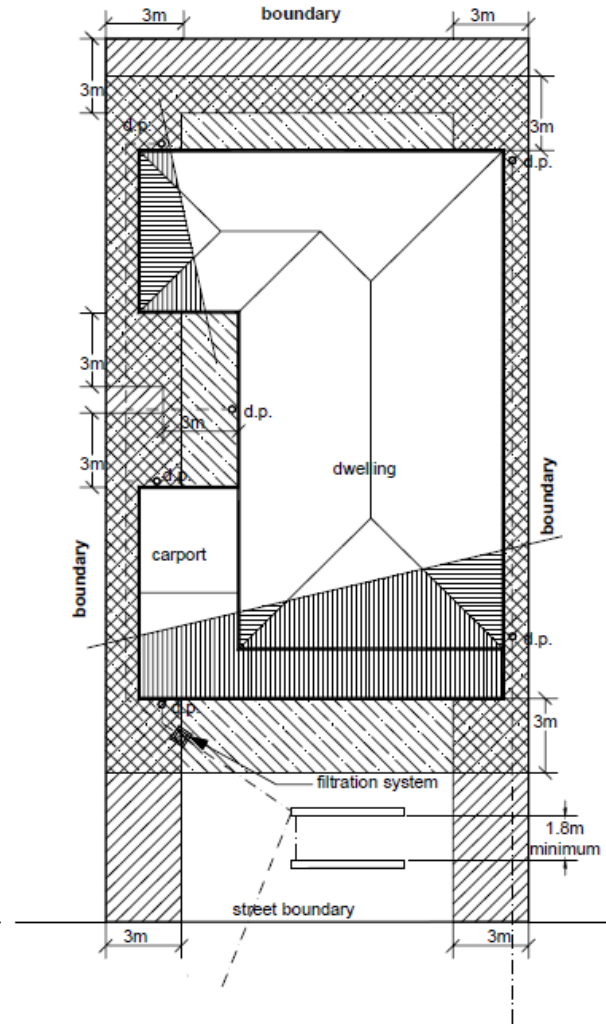 boundary
3m
3m
3m
3m
d.p.
d.p.
3m
d.p.
3m
3m
dwelling
d.p.
boundary
boundary
carport
d.p.
d.p.
3m
filtration system
1.8m
minimum
street boundary
3m
3m